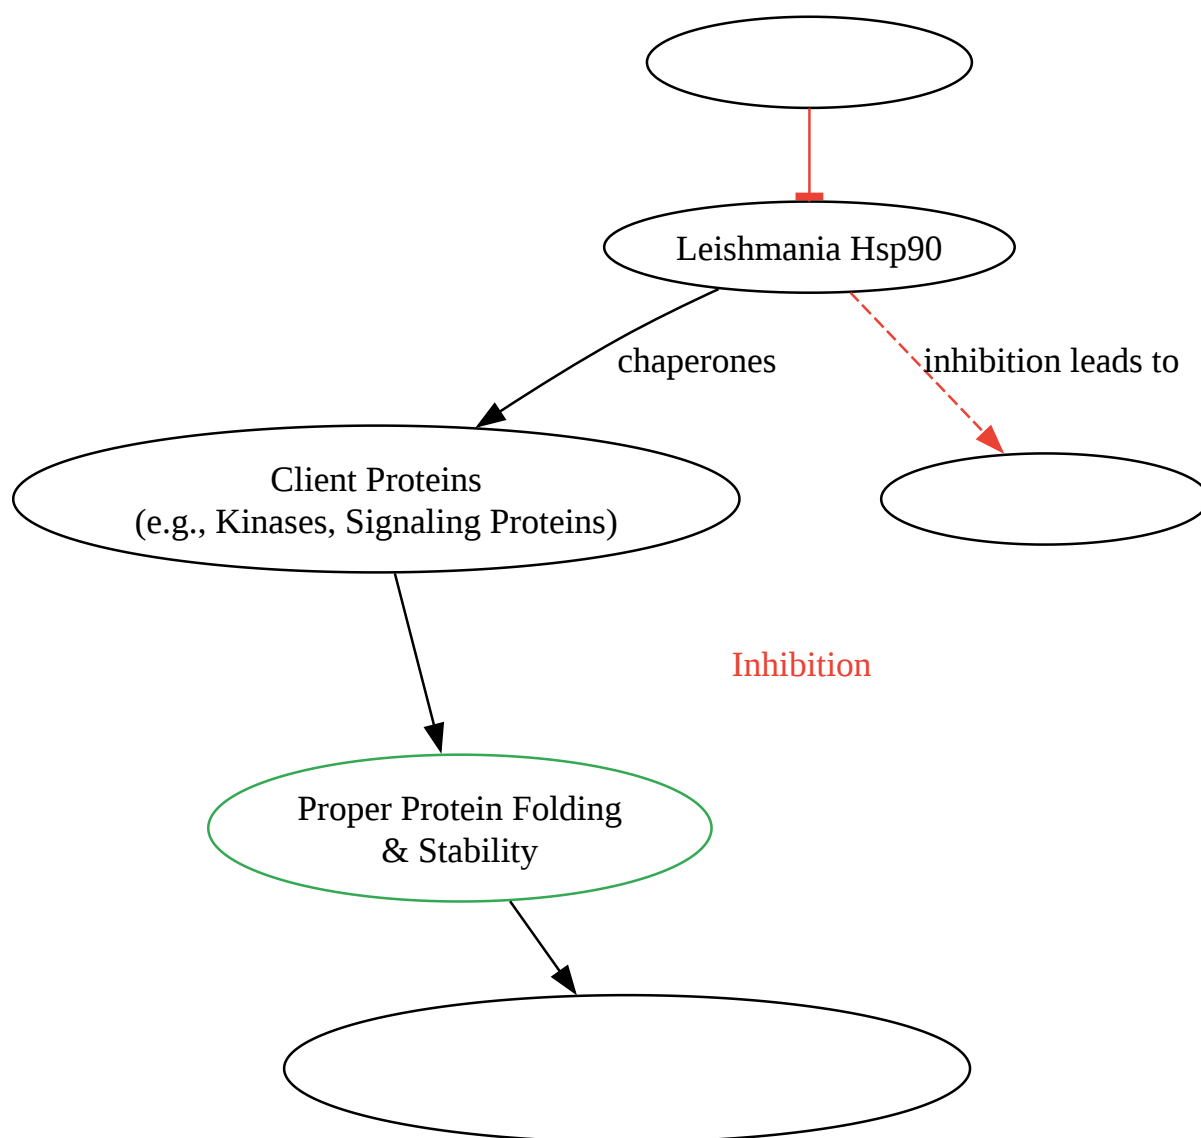 Leishmania Hsp90
chaperones
inhibition leads to
Client Proteins
(e.g., Kinases, Signaling Proteins)
Inhibition
Proper Protein Folding
& Stability